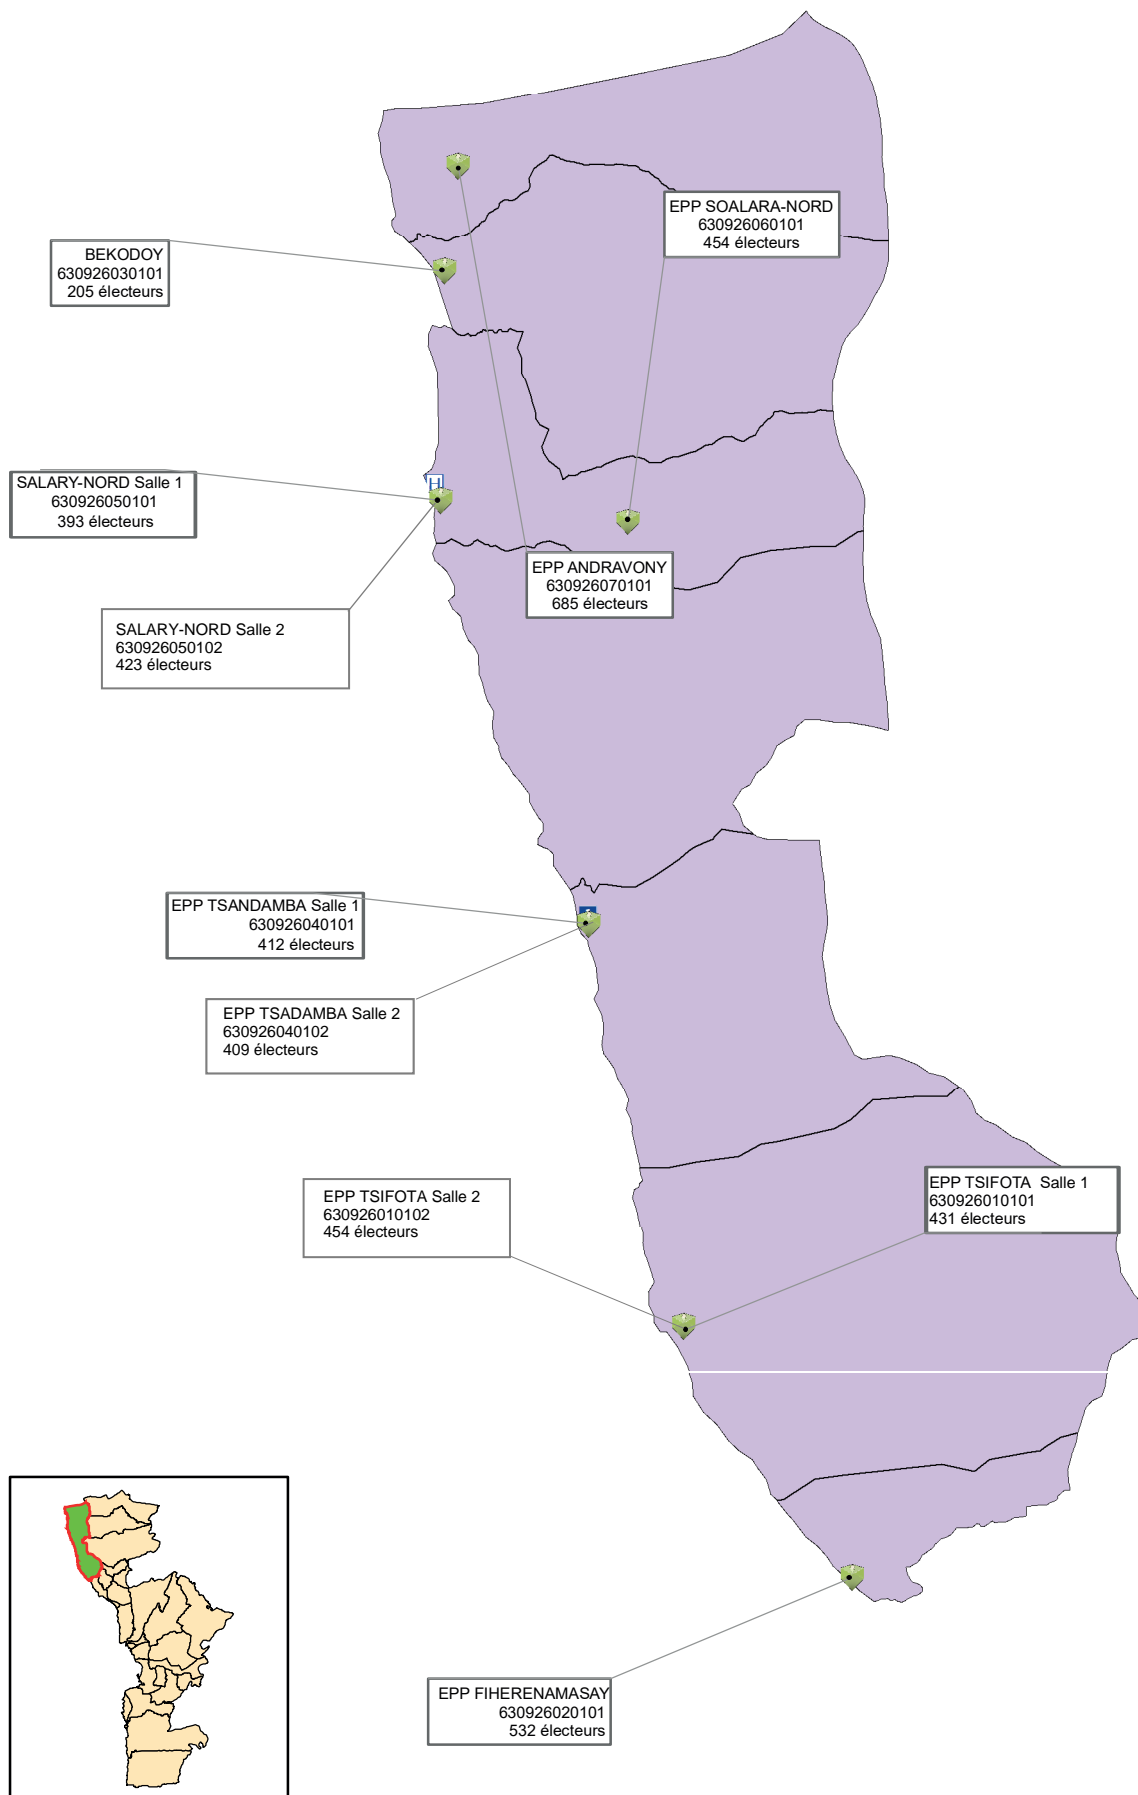 EPP SOALARA-NORD
630926060101
454 électeurs
BEKODOY
630926030101
205 électeurs
SALARY-NORD Salle 1
630926050101
393 électeurs
H
EPP ANDRAVONY
630926070101
685 électeurs
SALARY-NORD Salle 2
630926050102
423 électeurs
EPP TSANDAMBA Salle 1
630926040101
412 électeurs
EPP TSADAMBA Salle 2
630926040102
409 électeurs
EPP TSIFOTA Salle 1
630926010101
431 électeurs
EPP TSIFOTA Salle 2
630926010102
454 électeurs
EPP FIHERENAMASAY
630926020101
532 électeurs